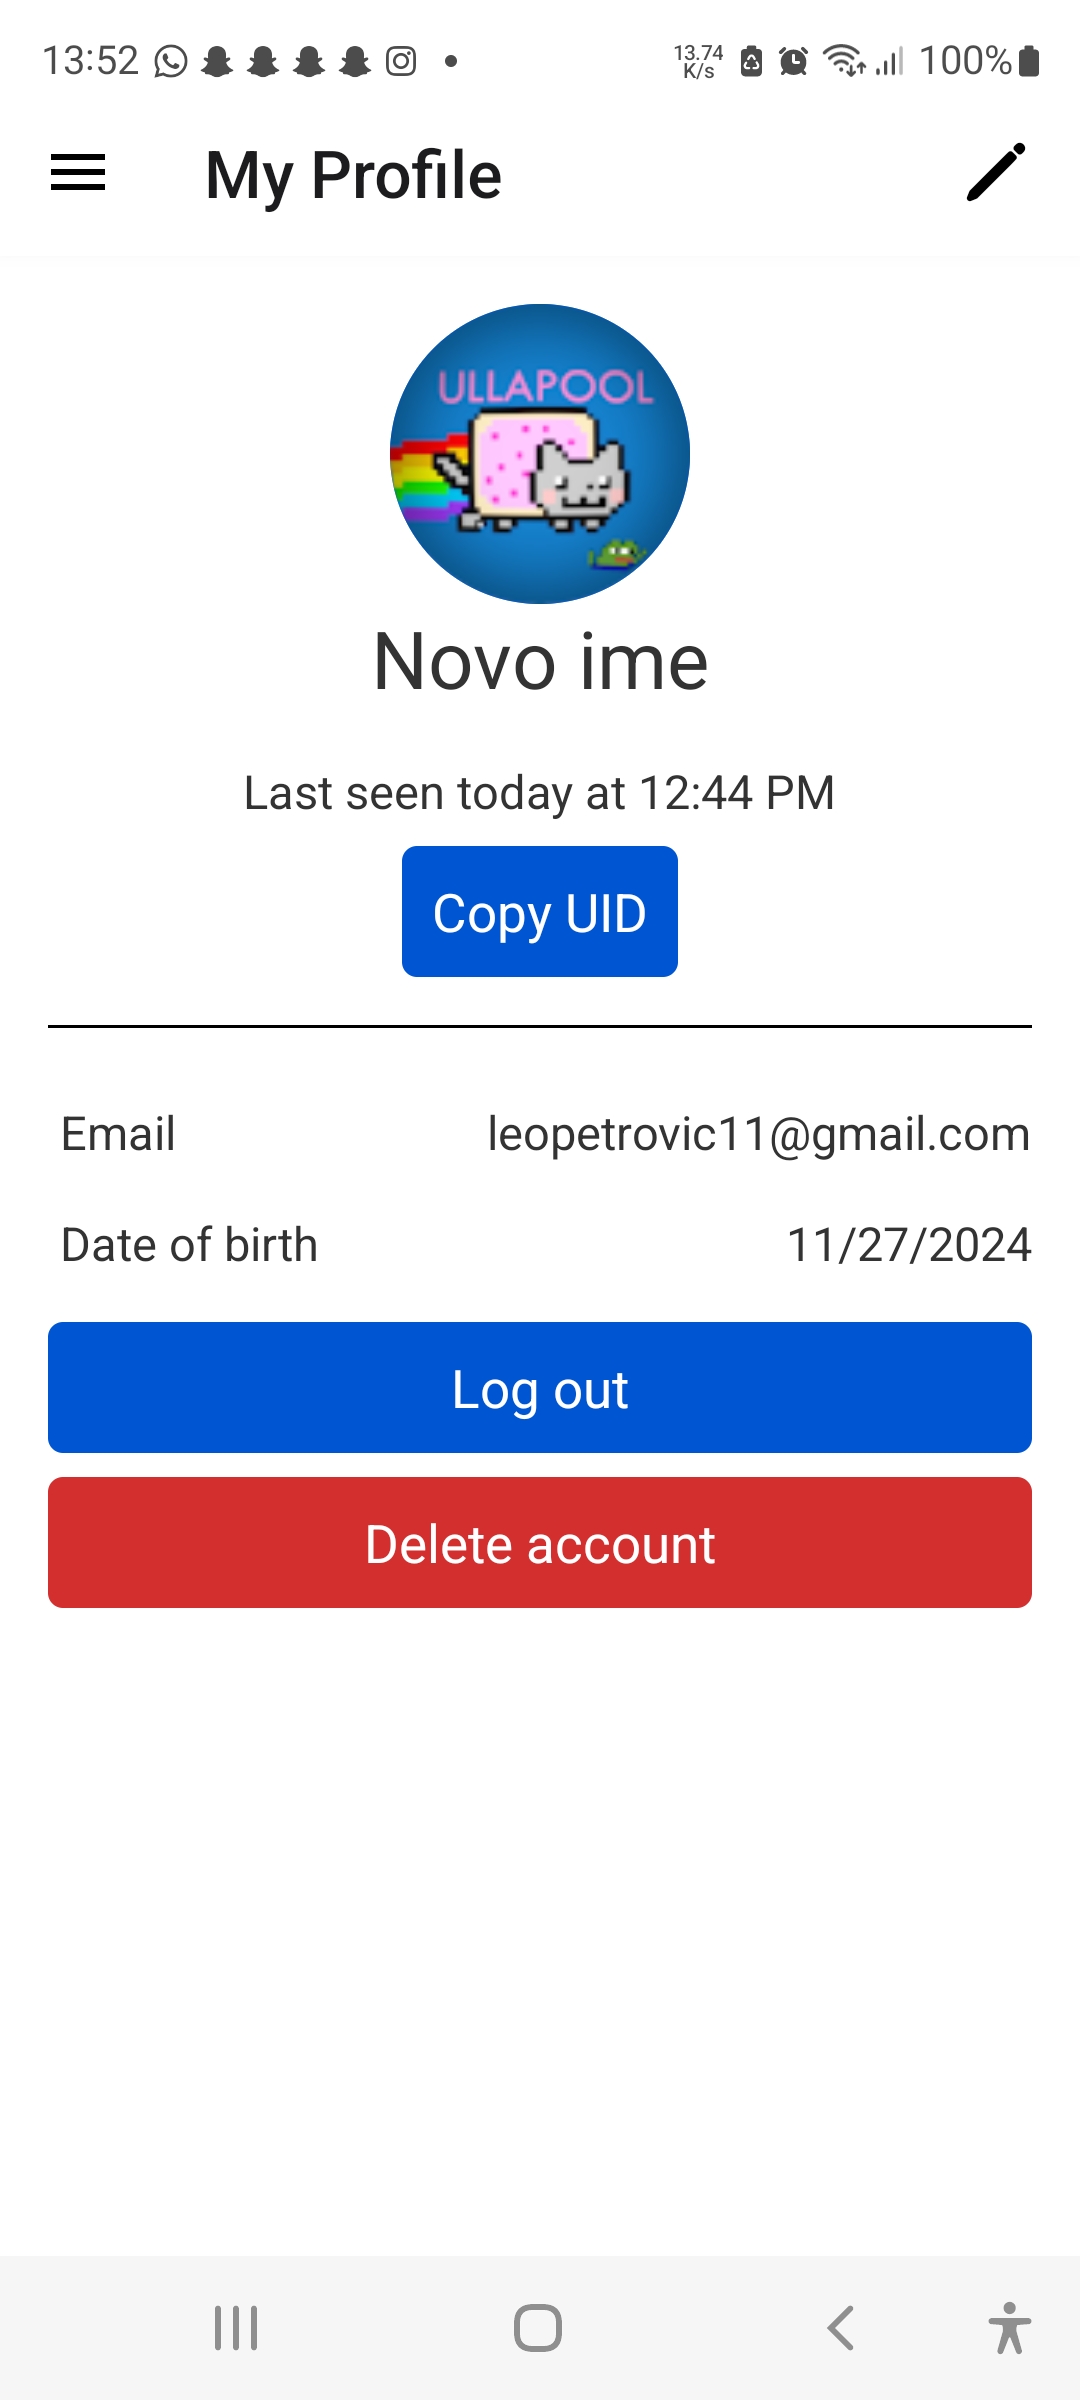 13:52 13.74 K/s 100%
My Profile
ULLAPOOL
Novo ime
Last seen today at 12:44 PM
Copy UID
Email leopetrovic11@gmail.com
Date of birth 11/27/2024
Log out
Delete account